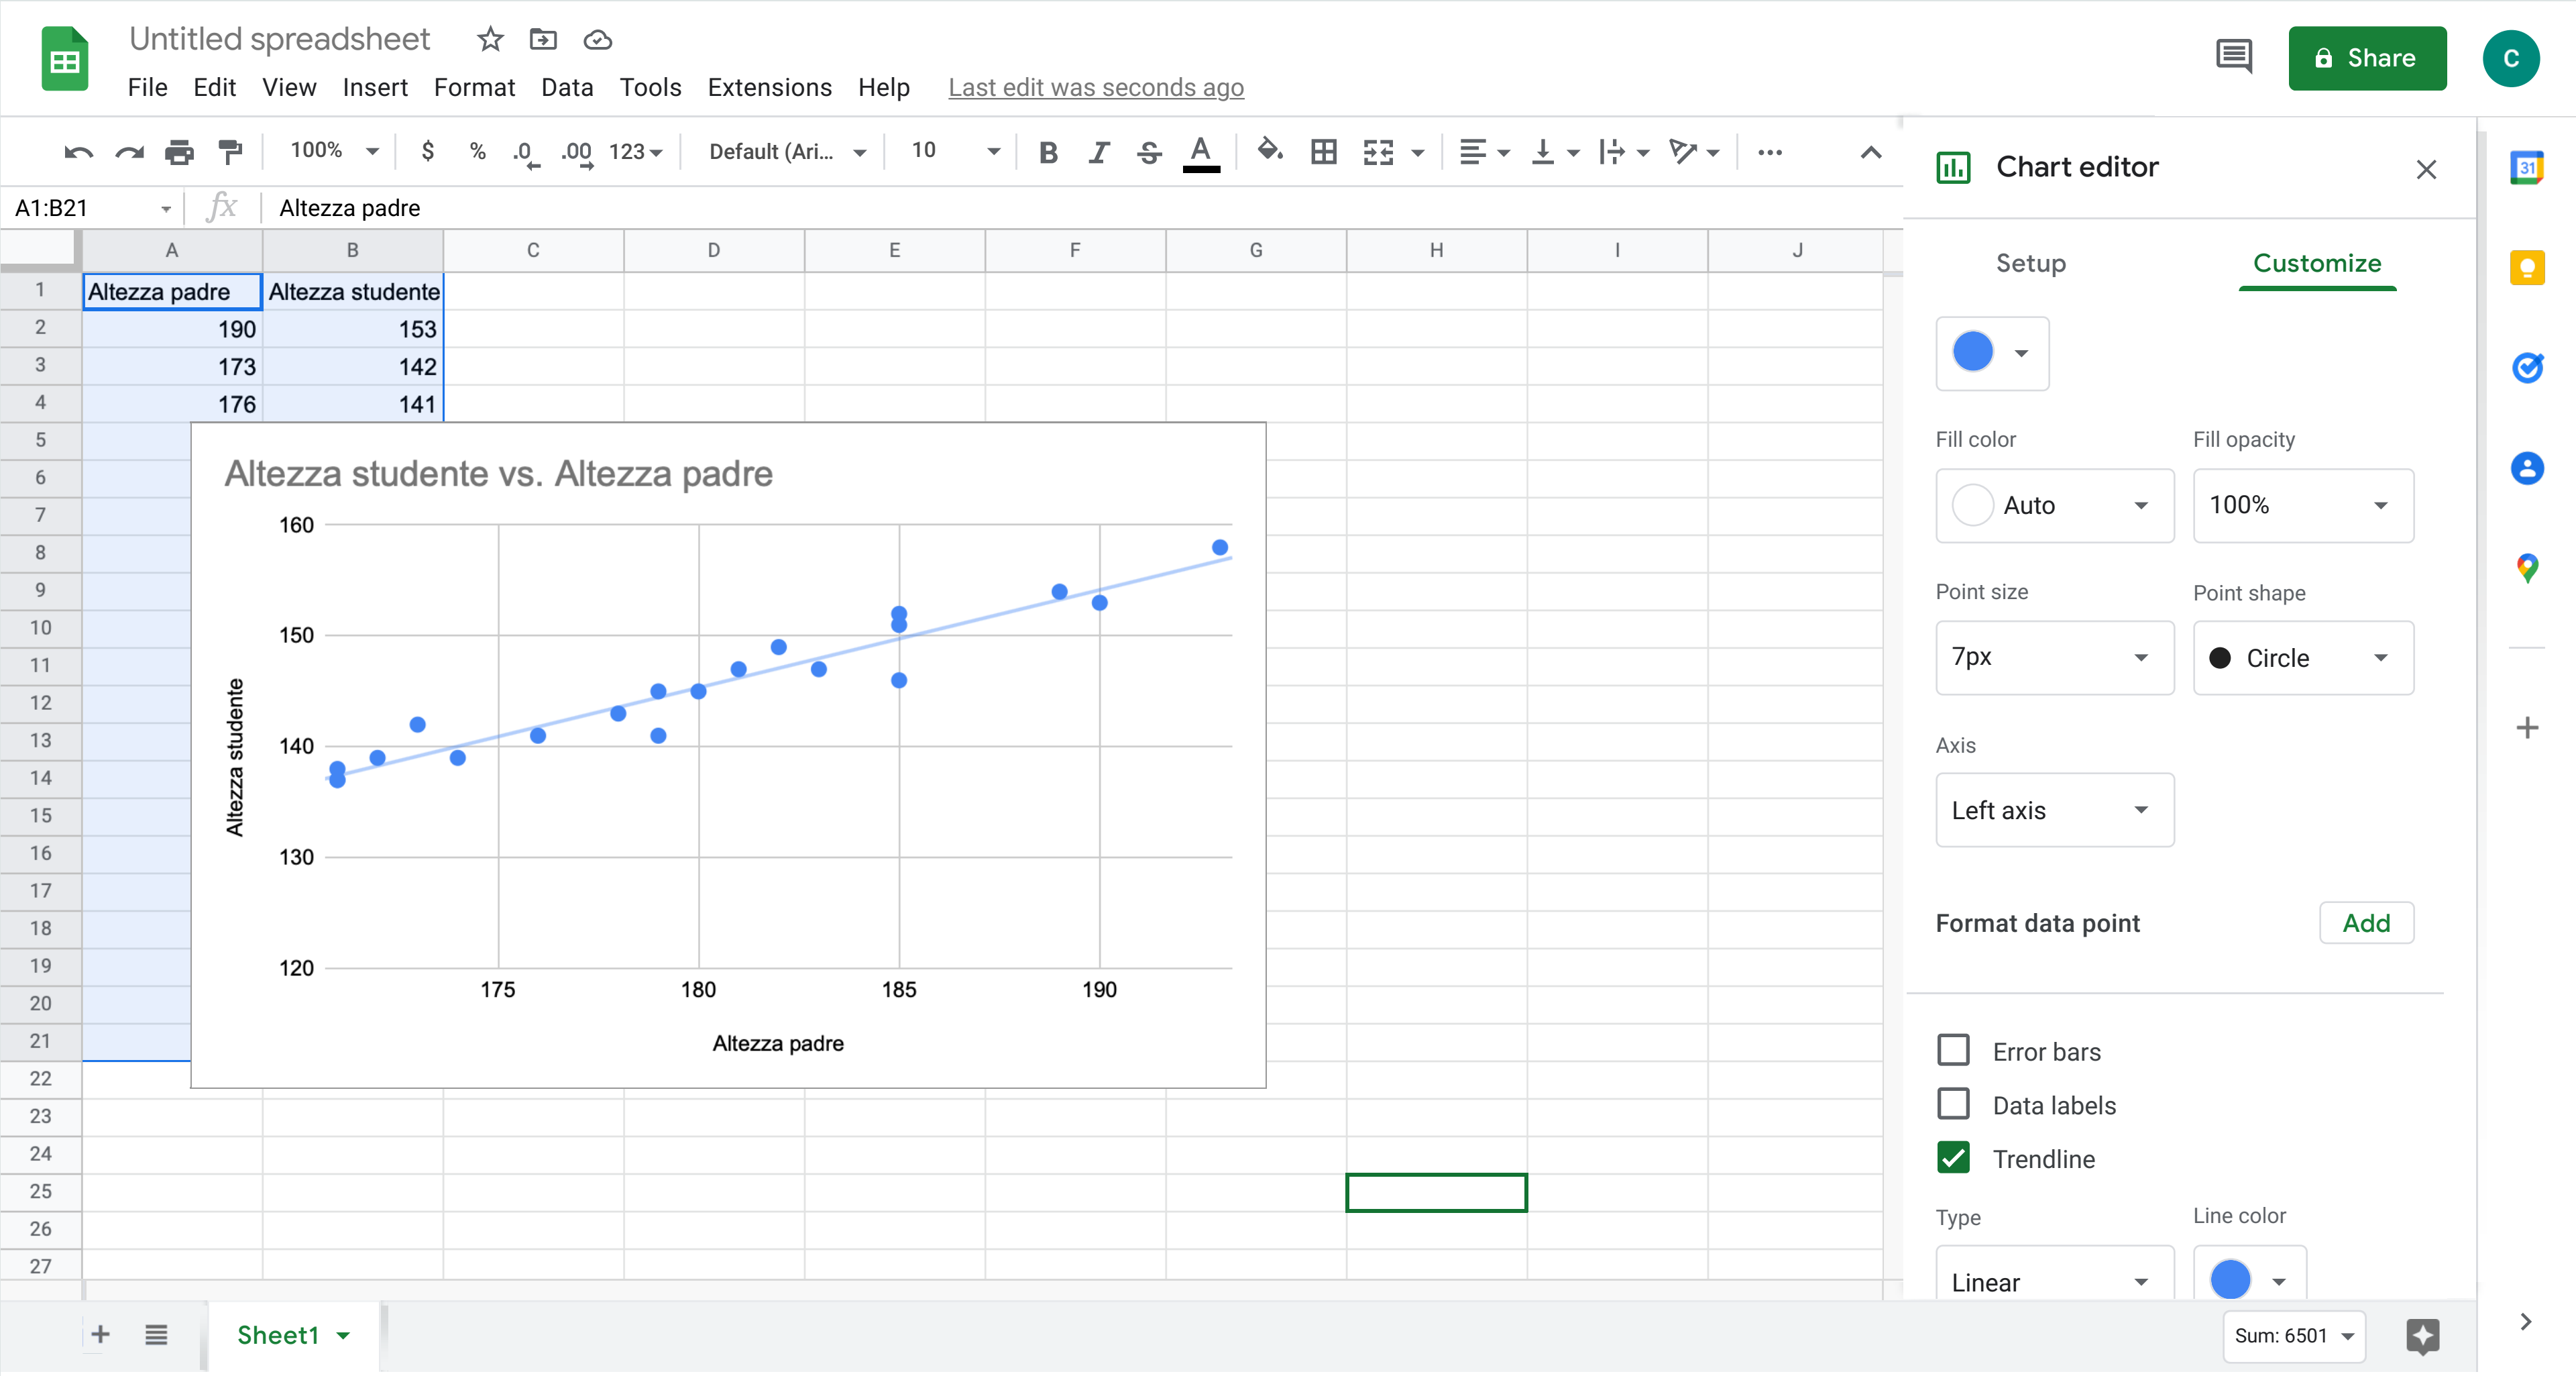 Untitled spreadsheet
File Edit View Insert Format Data Tools Extensions Help Last edit was seconds ago
Share
C
100% $ % .0 .00 123 Default (Ari... 10 B I S A
A1:B21 fx Altezza padre
Chart editor
31
A B C D E F G H I J
Setup Customize
1 Altezza padre Altezza studente
2 190 153
3 173 142
4 176 141
5
6
7
8
9
10
11
12
13
14
15
16
17
18
19
20
21
22
23
24
25
26
27
Altezza studente vs. Altezza padre
160
150
140
130
120
Altezza studente
175 180 185 190
Altezza padre
Fill color Fill opacity
Auto 100%
Point size Point shape
7px Circle
Axis
Left axis
Format data point Add
Error bars
Data labels
Trendline
Type Line color
Linear
Sheet1
Sum: 6501